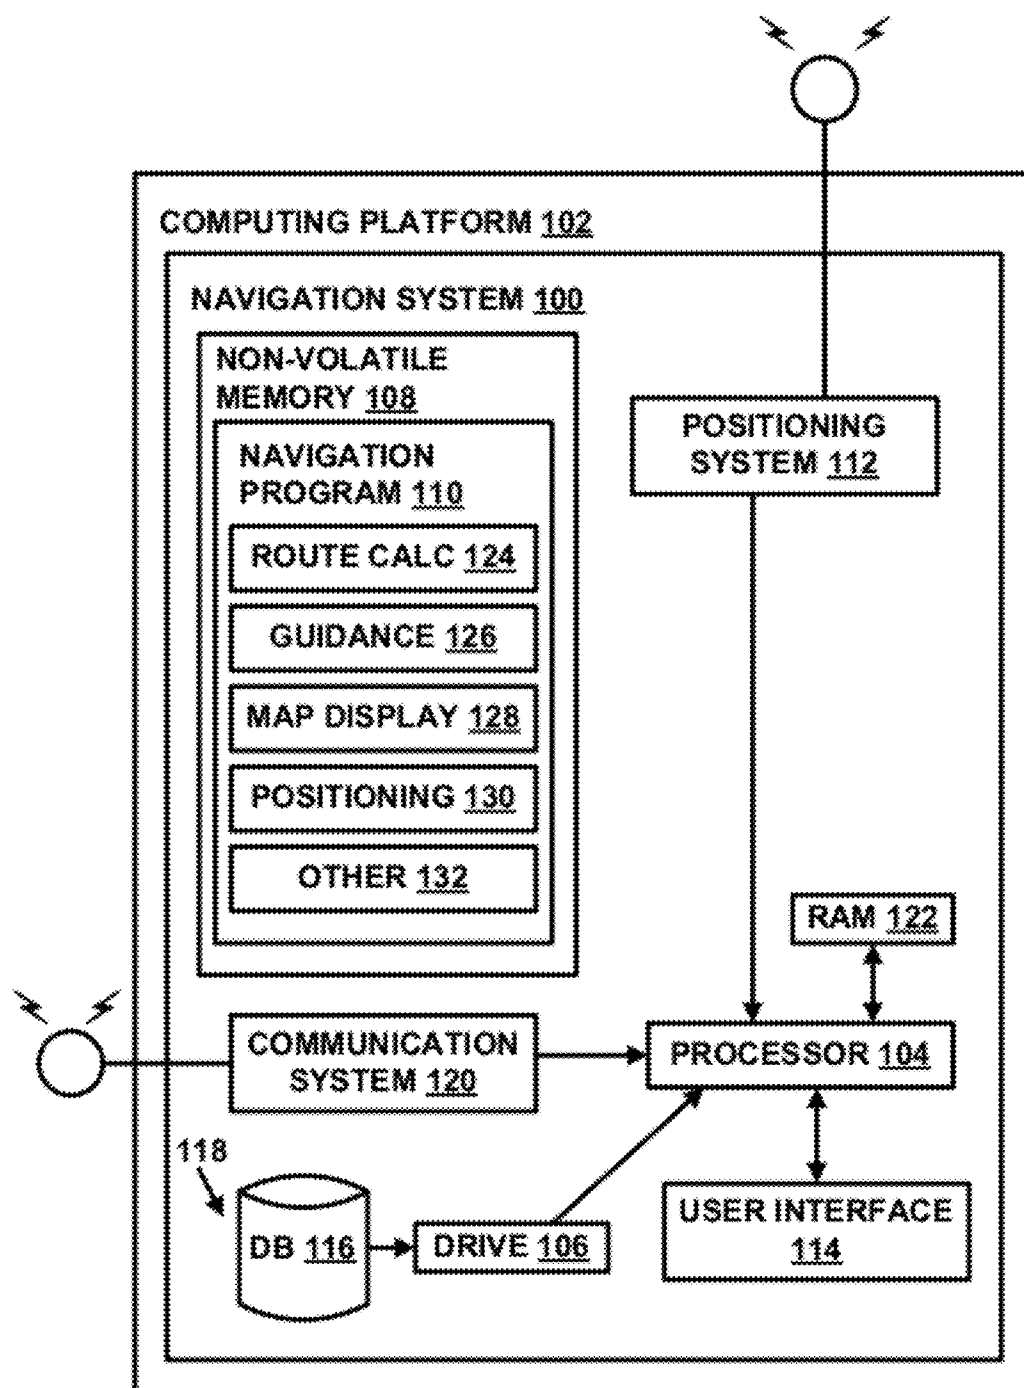 COMPUTING PLATFORM 102
NAVIGATION SYSTEM 100
NON-VOLATILE
MEMORY 108
NAVIGATION
PROGRAM 110
ROUTE CALC 124
GUIDANCE 126
MAP DISPLAY 128
POSITIONING 130
OTHER 132
POSITIONING
SYSTEM 112
RAM 122
COMMUNICATION
SYSTEM 120
PROCESSOR 104
118
DB 116
DRIVE 106
USER INTERFACE
114